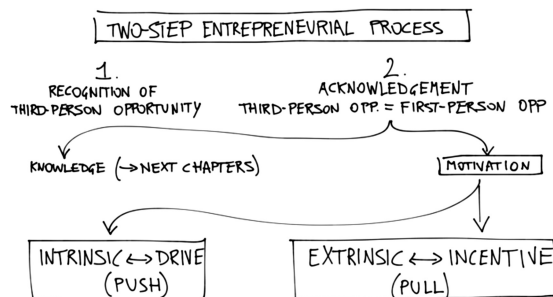 TWO-STEP ENTREPRENEURIAL PROCESS
1.
RECOGNITION OF
THIRD-PERSON OPPORTUNITY
2.
ACKNOWLEDGEMENT
THIRD-PERSON OPP. = FIRST-PERSON OPP
KNOWLEDGE (→NEXT CHAPTERS)
MOTIVATION
INTRINSIC ↔ DRIVE
(PUSH)
EXTRINSIC ↔ INCENTIVE
(PULL)